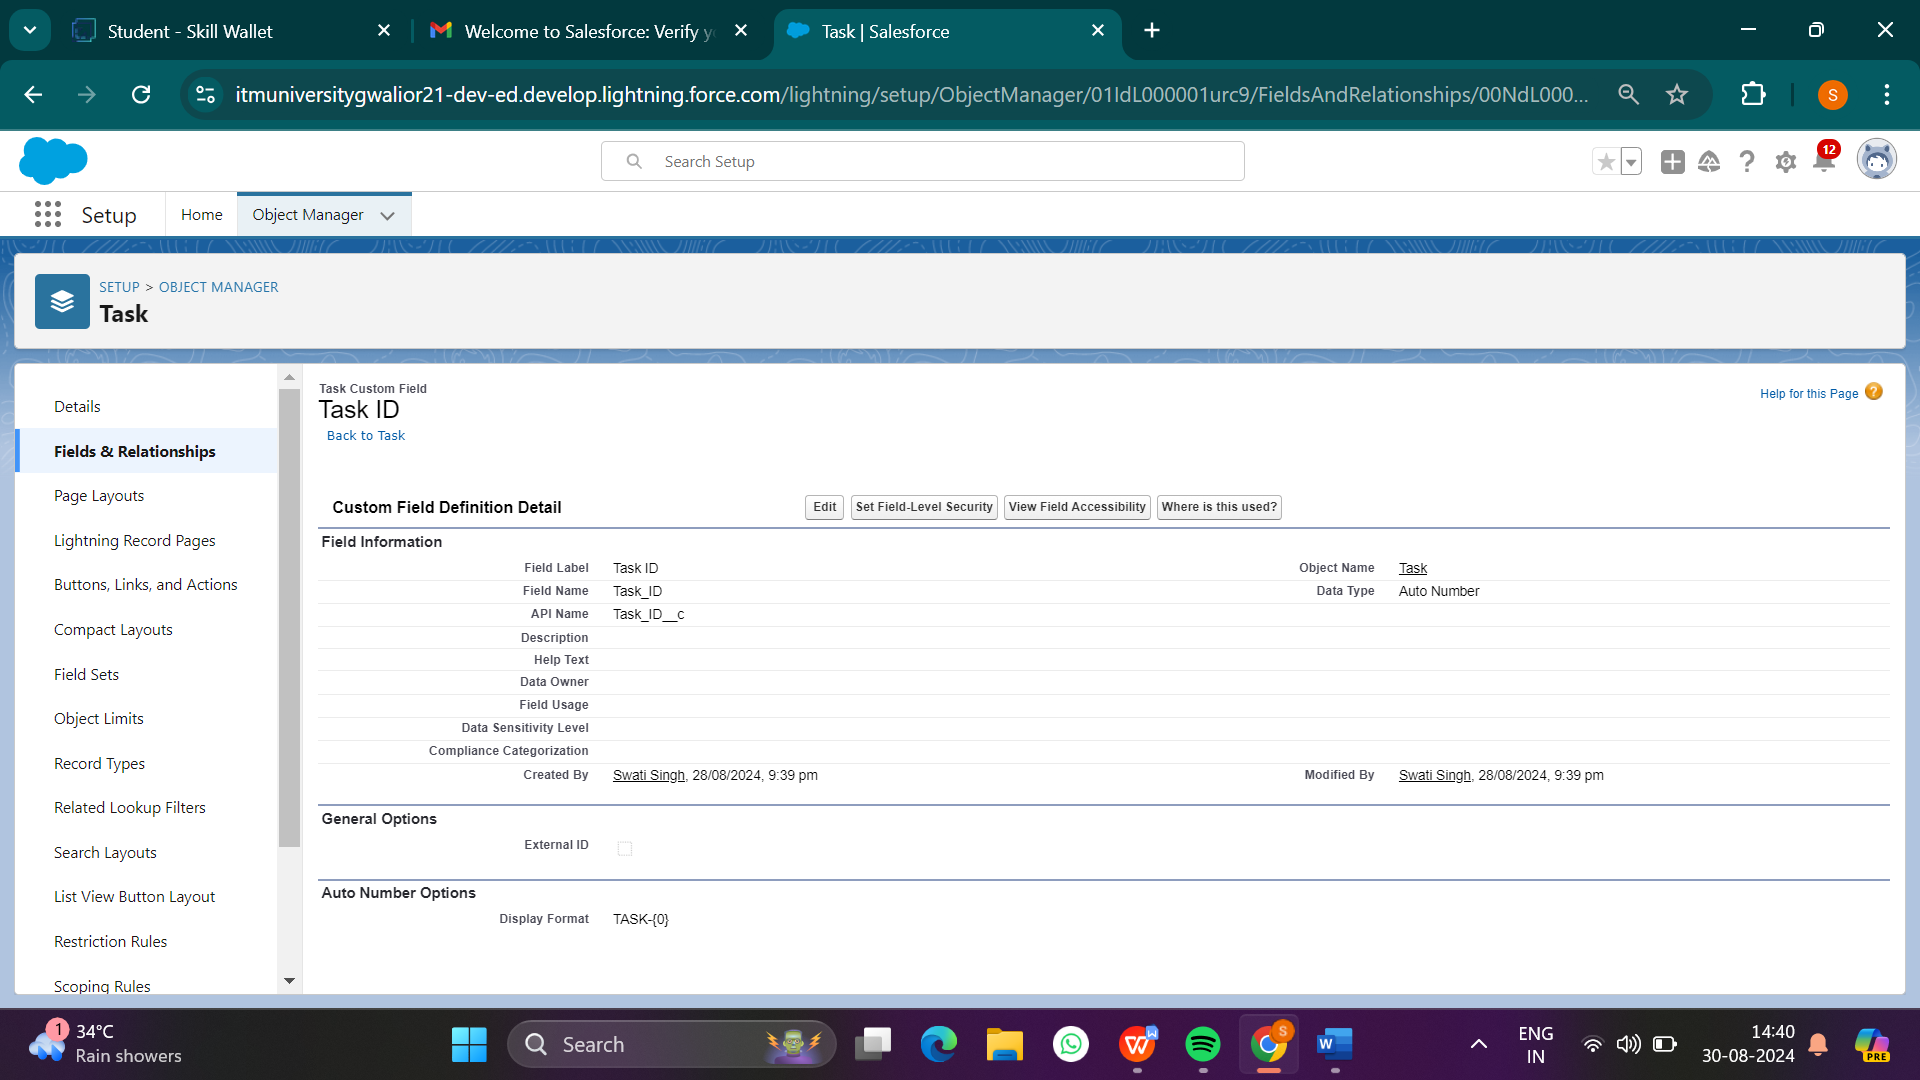 Student - Skill Wallet
Welcome to Salesforce: Verify y
Task | Salesforce
itmuniversitygwalior21-dev-ed.develop.lightning.force.com/lightning/setup/ObjectManager/01IdL000001urc9/FieldsAndRelationships/00NdL000...
S
Search Setup
12
Setup
Home
Object Manager
SETUP > OBJECT MANAGER
Task
Details
Fields & Relationships
Page Layouts
Lightning Record Pages
Buttons, Links, and Actions
Compact Layouts
Field Sets
Object Limits
Record Types
Related Lookup Filters
Search Layouts
List View Button Layout
Restriction Rules
Scoping Rules
Task Custom Field
Task ID
Back to Task
Help for this Page ?
Custom Field Definition Detail
Edit Set Field-Level Security View Field Accessibility Where is this used?
Field Information
Field Label Task ID Object Name Task
Field Name Task_ID Data Type Auto Number
API Name Task_ID__c
Description
Help Text
Data Owner
Field Usage
Data Sensitivity Level
Compliance Categorization
Created By Swati Singh, 28/08/2024, 9:39 pm Modified By Swati Singh, 28/08/2024, 9:39 pm
General Options
External ID
Auto Number Options
Display Format TASK-{0}
1
34°C
Rain showers
Search
W
W
S
W
ENG
IN
14:40
30-08-2024
PRE